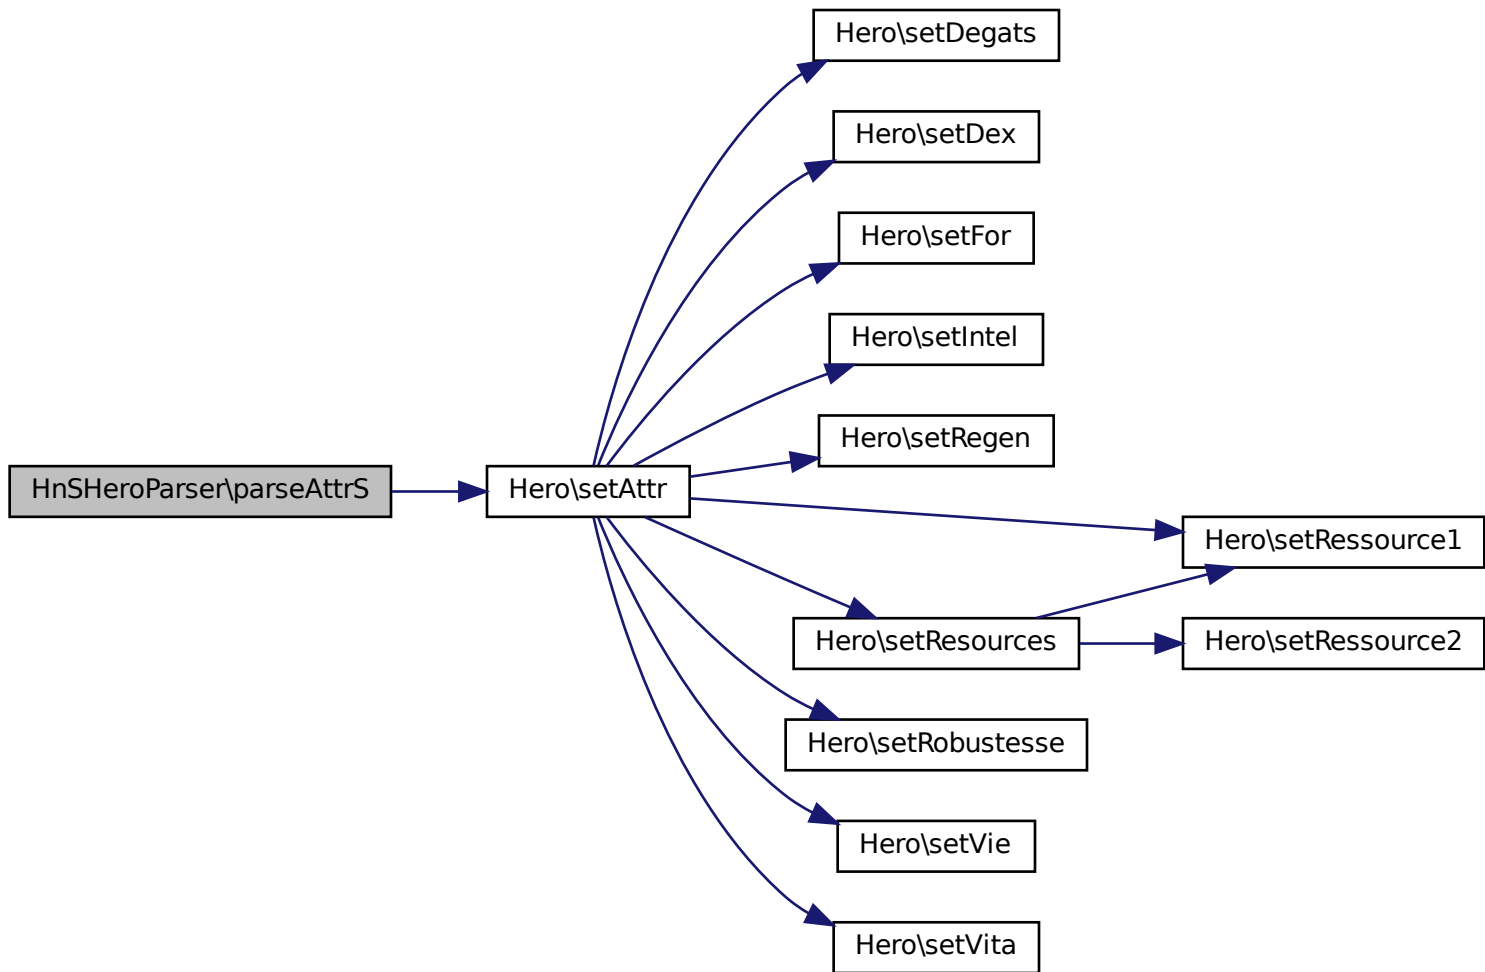 Hero\setDegats
Hero\setDex
Hero\setFor
Hero\setIntel
Hero\setRegen
HnSHeroParser\parseAttrS
Hero\setAttr
Hero\setRessource1
Hero\setResources
Hero\setRessource2
Hero\setRobustesse
Hero\setVie
Hero\setVita